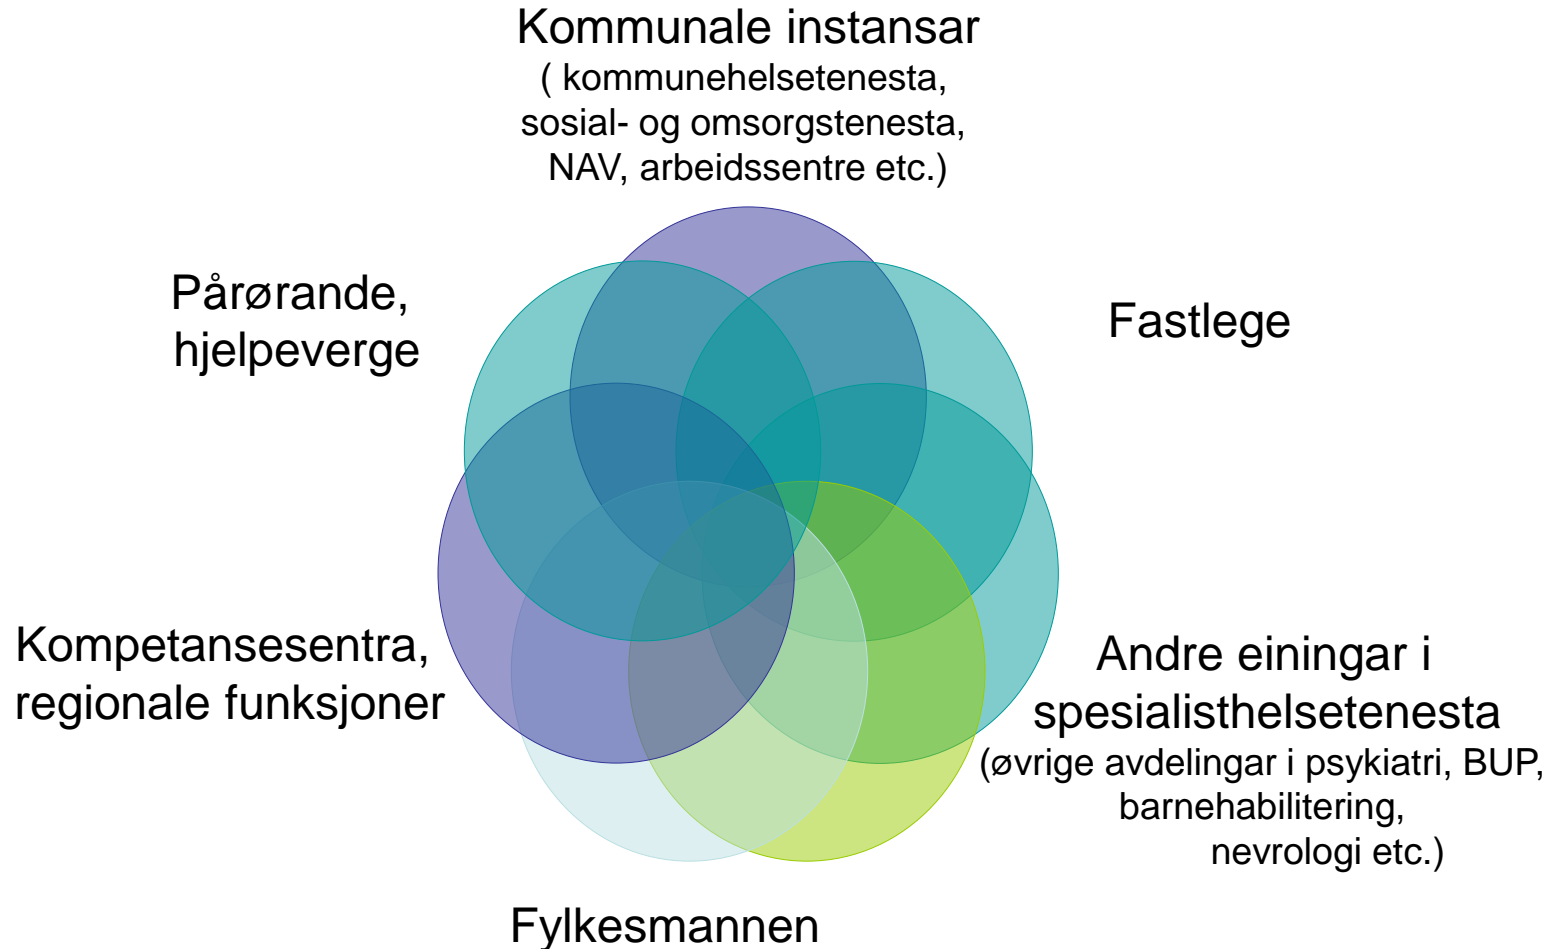 Kommunale instansar
( kommunehelsetenesta,
sosial- og omsorgstenesta,
NAV, arbeidssentre etc.)
Pårørande,
hjelpeverge
Fastlege
Kompetansesentra,
regionale funksjoner
Andre einingar i
spesialisthelsetenesta
(øvrige avdelingar i psykiatri, BUP,
barnehabilitering,
nevrologi etc.)
Fylkesmannen